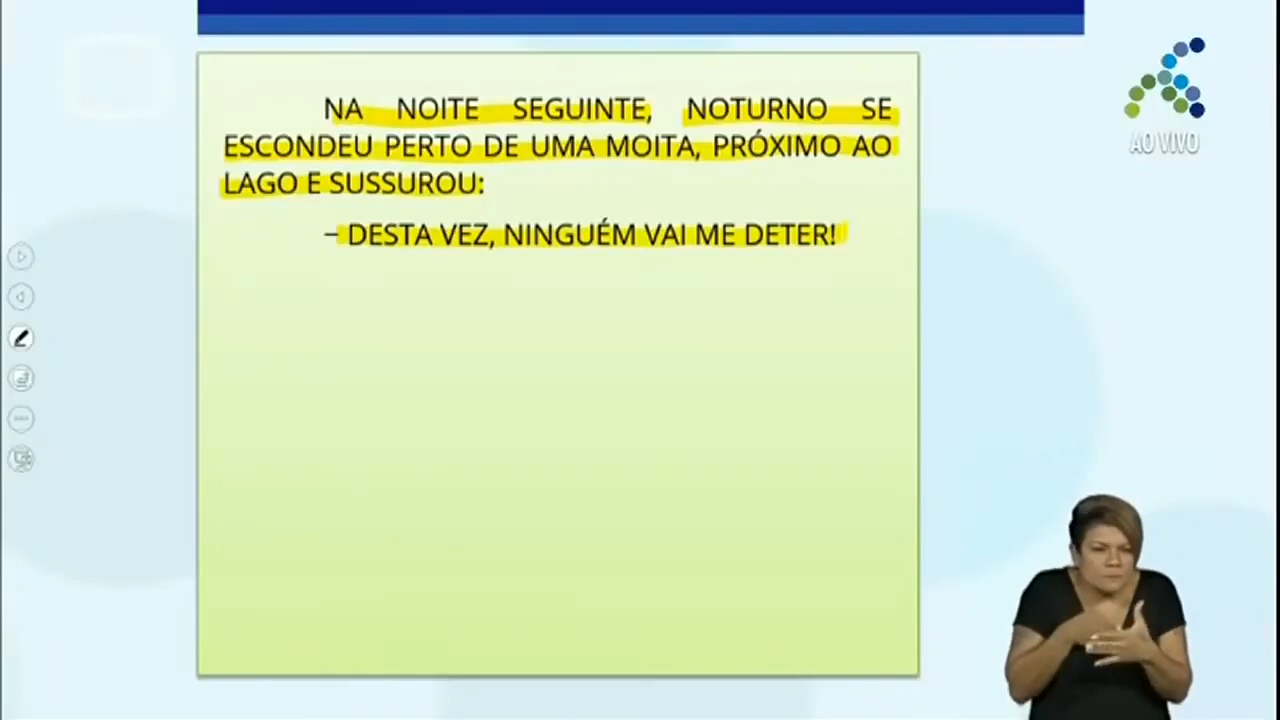 NA NOITE SEGUINTE, NOTURNO SE
ESCONDEU PERTO DE UMA MOITA, PRÓXIMO AO
LAGO E SUSSUROU:
– DESTA VEZ, NINGUÉM VAI ME DETER!
AO VIVO